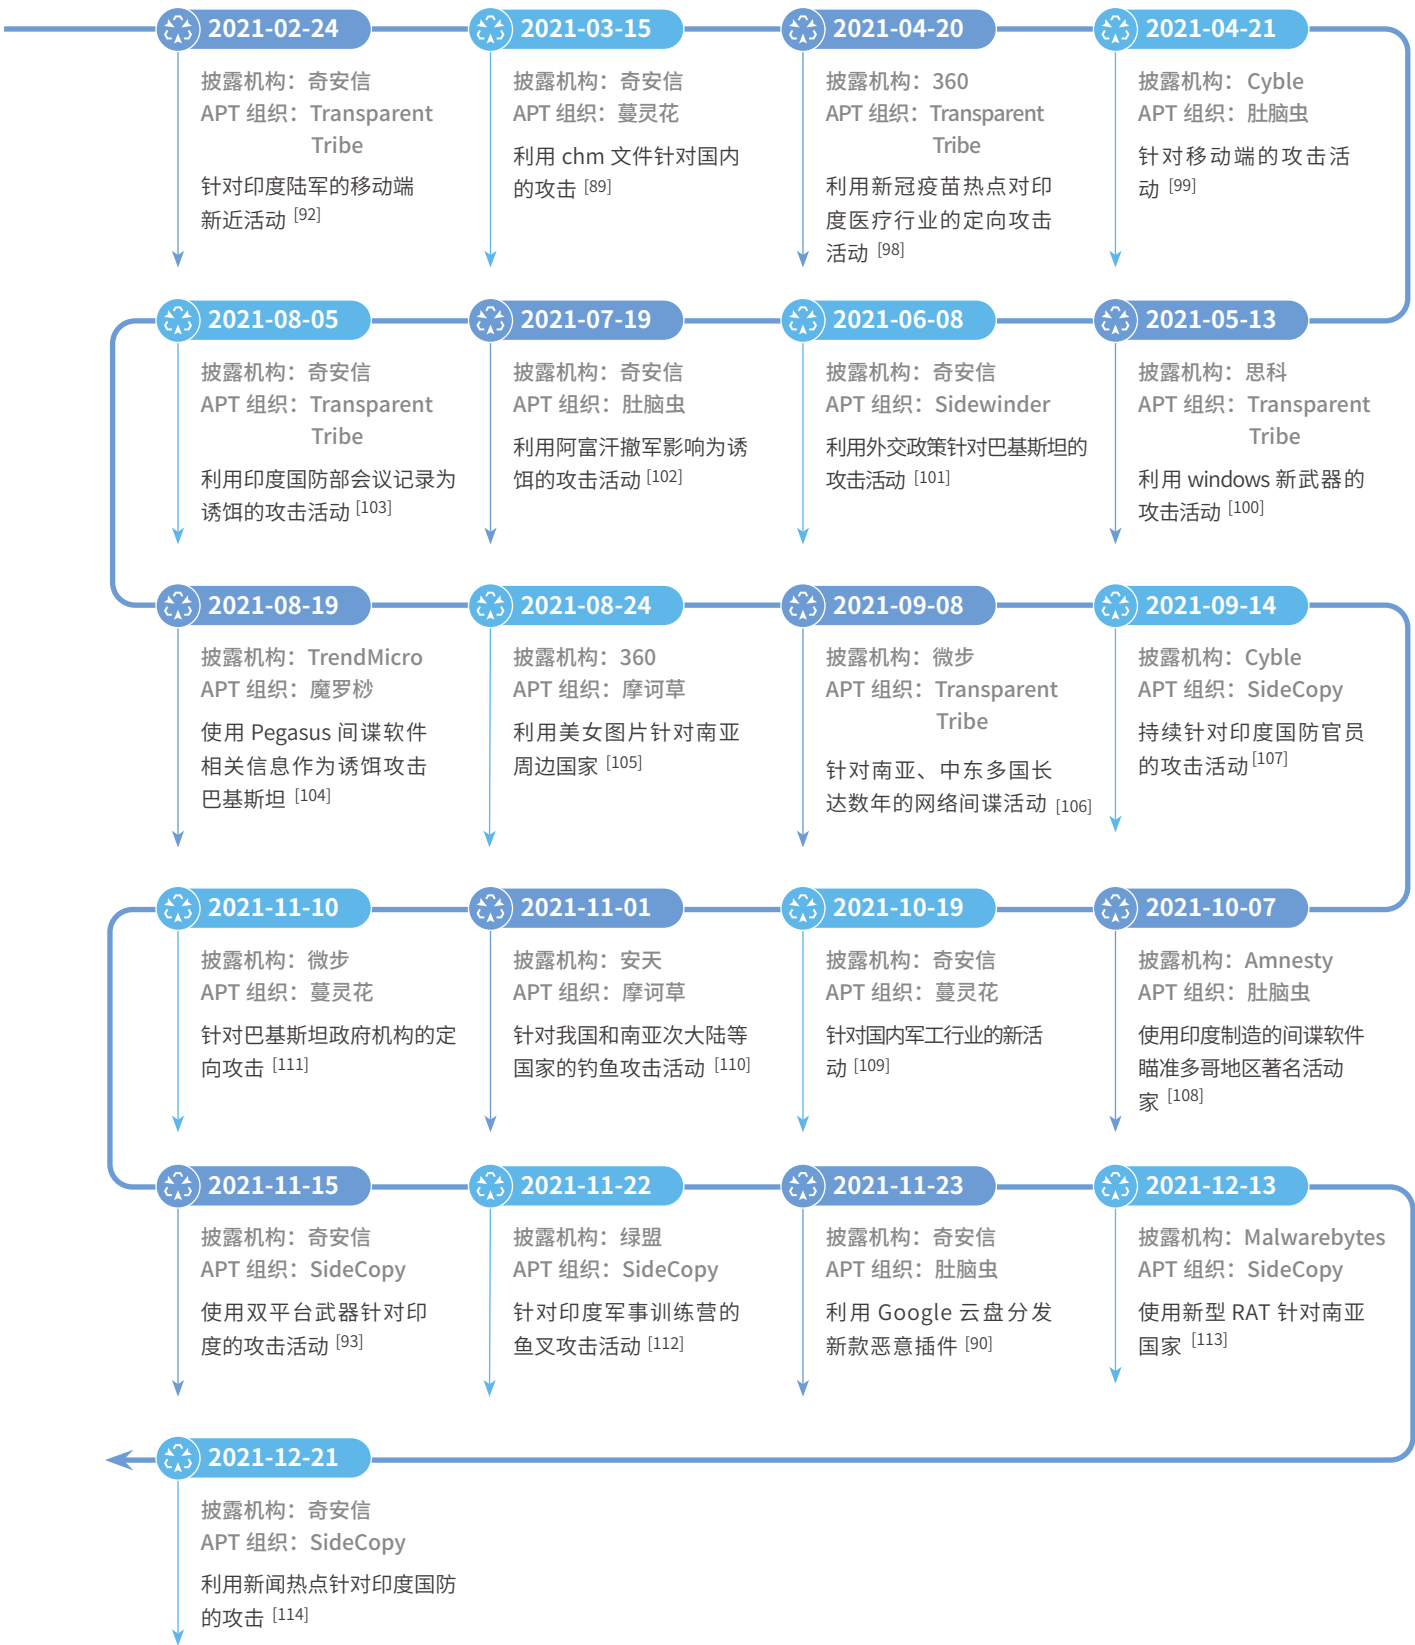 2021-02-24
披露机构：奇安信
APT 组织：Transparent
Tribe
针对印度陆军的移动端
新近活动 [92]
2021-03-15
披露机构：奇安信
APT 组织：蔓灵花
利用 chm 文件针对国内
的攻击 [89]
2021-04-20
披露机构：360
APT 组织：Transparent
Tribe
利用新冠疫苗热点对印
度医疗行业的定向攻击
活动 [98]
2021-04-21
披露机构：Cyble
APT 组织：肚脑虫
针对移动端的攻击活
动 [99]
2021-05-13
披露机构：思科
APT 组织：Transparent
Tribe
利用 windows 新武器的
攻击活动 [100]
2021-06-08
披露机构：奇安信
APT 组织：Sidewinder
利用外交政策针对巴基斯坦的
攻击活动 [101]
2021-07-19
披露机构：奇安信
APT 组织：肚脑虫
利用阿富汗撤军影响为诱
饵的攻击活动 [102]
2021-08-05
披露机构：奇安信
APT 组织：Transparent
Tribe
利用印度国防部会议记录为
诱饵的攻击活动 [103]
2021-08-19
披露机构：TrendMicro
APT 组织：魔罗桫
使用 Pegasus 间谍软件
相关信息作为诱饵攻击
巴基斯坦 [104]
2021-08-24
披露机构：360
APT 组织：摩诃草
利用美女图片针对南亚
周边国家 [105]
2021-09-08
披露机构：微步
APT 组织：Transparent
Tribe
针对南亚、中东多国长
达数年的网络间谍活动 [106]
2021-09-14
披露机构：Cyble
APT 组织：SideCopy
持续针对印度国防官员
的攻击活动 [107]
2021-10-07
披露机构：Amnesty
APT 组织：肚脑虫
使用印度制造的间谍软件
瞄准多哥地区著名活动
家 [108]
2021-10-19
披露机构：奇安信
APT 组织：蔓灵花
针对国内军工行业的新活
动 [109]
2021-11-01
披露机构：安天
APT 组织：摩诃草
针对我国和南亚次大陆等
国家的钓鱼攻击活动 [110]
2021-11-10
披露机构：微步
APT 组织：蔓灵花
针对巴基斯坦政府机构的定
向攻击 [111]
2021-11-15
披露机构：奇安信
APT 组织：SideCopy
使用双平台武器针对印
度的攻击活动 [93]
2021-11-22
披露机构：绿盟
APT 组织：SideCopy
针对印度军事训练营的
鱼叉攻击活动 [112]
2021-11-23
披露机构：奇安信
APT 组织：肚脑虫
利用 Google 云盘分发
新款恶意插件 [90]
2021-12-13
披露机构：Malwarebytes
APT 组织：SideCopy
使用新型 RAT 针对南亚
国家 [113]
2021-12-21
披露机构：奇安信
APT 组织：SideCopy
利用新闻热点针对印度国防
的攻击 [114]